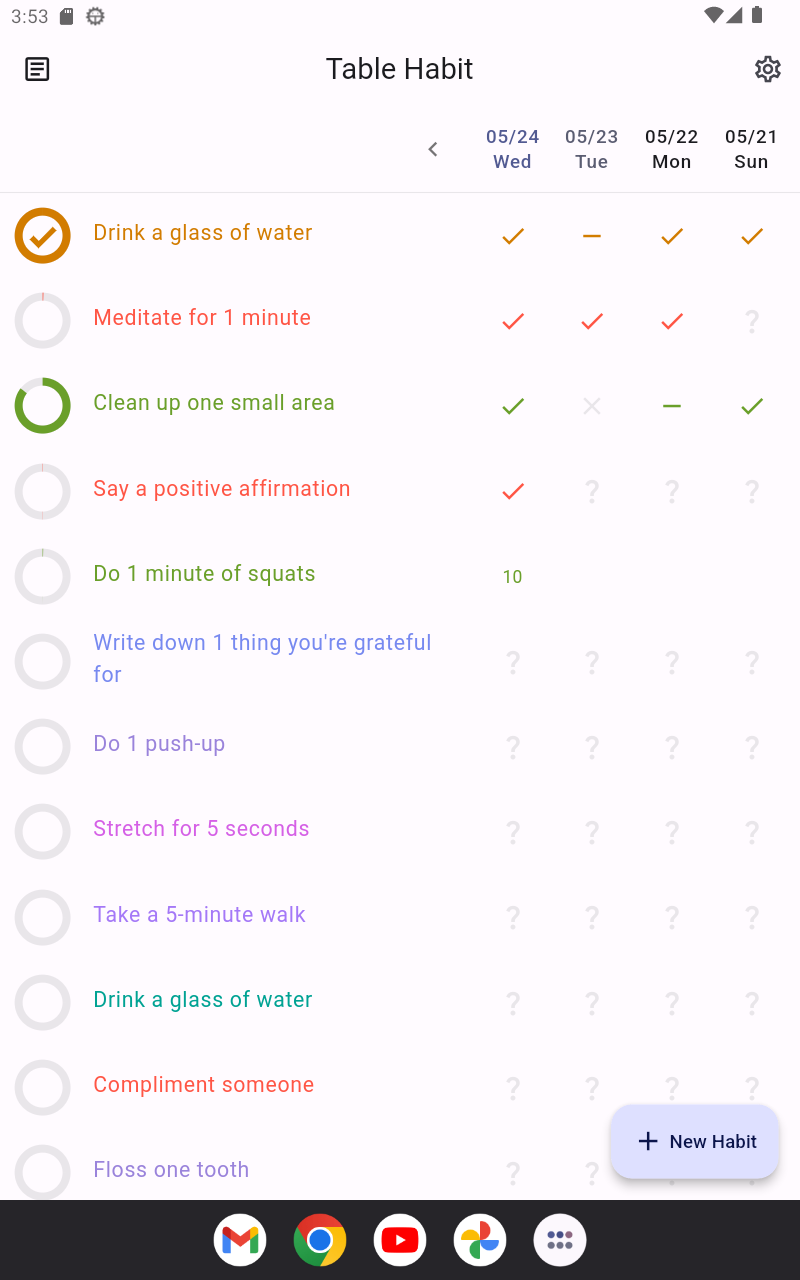 3:53
Table Habit
05/24 05/23 05/22 05/21
Wed Tue Mon Sun
Drink a glass of water
Meditate for 1 minute
?
Clean up one small area
Say a positive affirmation
? ? ?
Do 1 minute of squats
10
Write down 1 thing you're grateful
for
? ? ? ?
Do 1 push-up
? ? ? ?
Stretch for 5 seconds
? ? ? ?
Take a 5-minute walk
? ? ? ?
Drink a glass of water
? ? ? ?
Compliment someone
? ? ? ?
New Habit
Floss one tooth
? ?